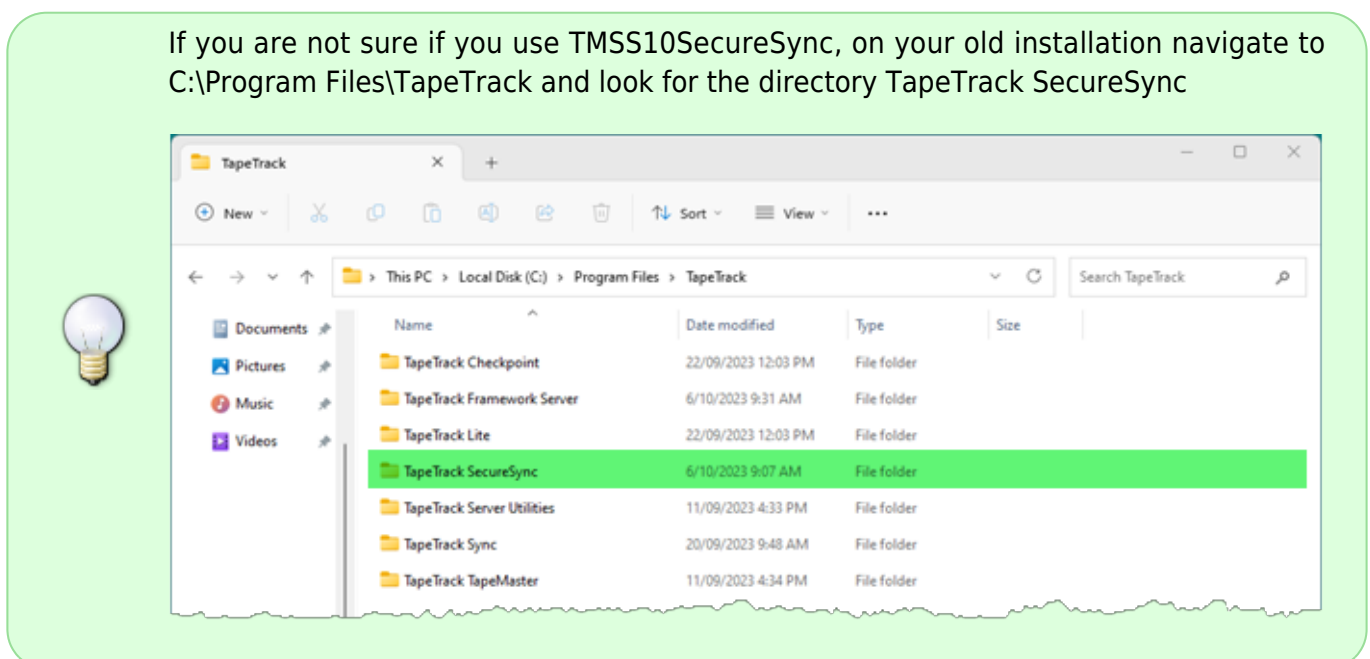 If you are not sure if you use TMSS10SecureSync, on your old installation navigate to
C:\Program Files\TapeTrack and look for the directory TapeTrack SecureSync
TapeTrack
New Sort View
This PC > Local Disk (C:) > Program Files > TapeTrack Search TapeTrack
Documents Name Date modified Type Size
Pictures TapeTrack Checkpoint 22/09/2023 12:03 PM File folder
Music TapeTrack Framework Server 6/10/2023 9:31 AM File folder
Videos TapeTrack Lite 22/09/2023 12:03 PM File folder
TapeTrack SecureSync 6/10/2023 9:07 AM File folder
TapeTrack Server Utilities 11/09/2023 4:33 PM File folder
TapeTrack Sync 20/09/2023 9:48 AM File folder
TapeTrack TapeMaster 11/09/2023 4:34 PM File folder